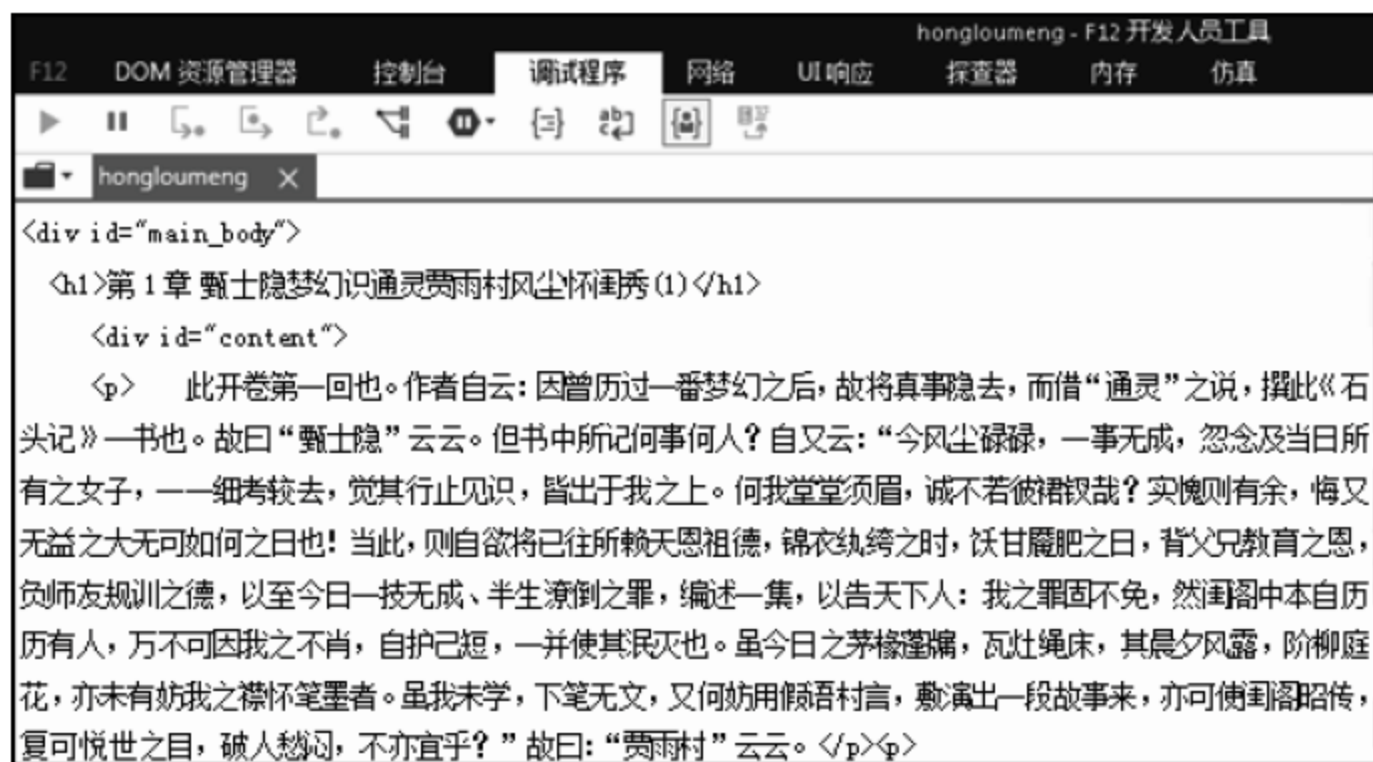 hongloumeng - F12 开发人员工具
F12 DOM 资源管理器 控制台 调试程序 网络 UI 响应 探查器 内存 仿真
hongloumeng
<div id="main_body">
<h1>第 1 章 甄士隐梦幻识通灵贾雨村风尘怀闺秀(1)</h1>
<div id="content">
<p> 此开卷第一回也。作者自云：因曾历过一番梦幻之后，故将真事隐去，而借“通灵”之说，撰此《石
头记》一书也。故曰“甄士隐”云云。但书中所记何事何人？自又云：“今风尘碌碌，一事无成，忽念及当日所
有之女子，一一细考较去，觉其行止见识，皆出于我之上。何我堂堂须眉，诚不若彼裙钗哉？实愧则有余，悔又
无益之大无可如何之日也！当此，则自欲将已往所赖天恩祖德，锦衣纨绔之时，饫甘餍肥之日，背父兄教育之恩，
负师友规训之德，以至今日一技无成、半生潦倒之罪，编述一集，以告天下人：我之罪固不免，然闺阁中本自历
历有人，万不可因我之不肖，自护己短，一并使其泯灭也。虽今日之茅椽蓬牖，瓦灶绳床，其晨夕风露，阶柳庭
花，亦未有妨我之襟怀笔墨者。虽我未学，下笔无文，又何妨用假语村言，敷演出一段故事来，亦可使闺阁昭传，
复可悦世之目，破人愁闷，不亦宜乎？”故曰：“贾雨村”云云。</p><p>